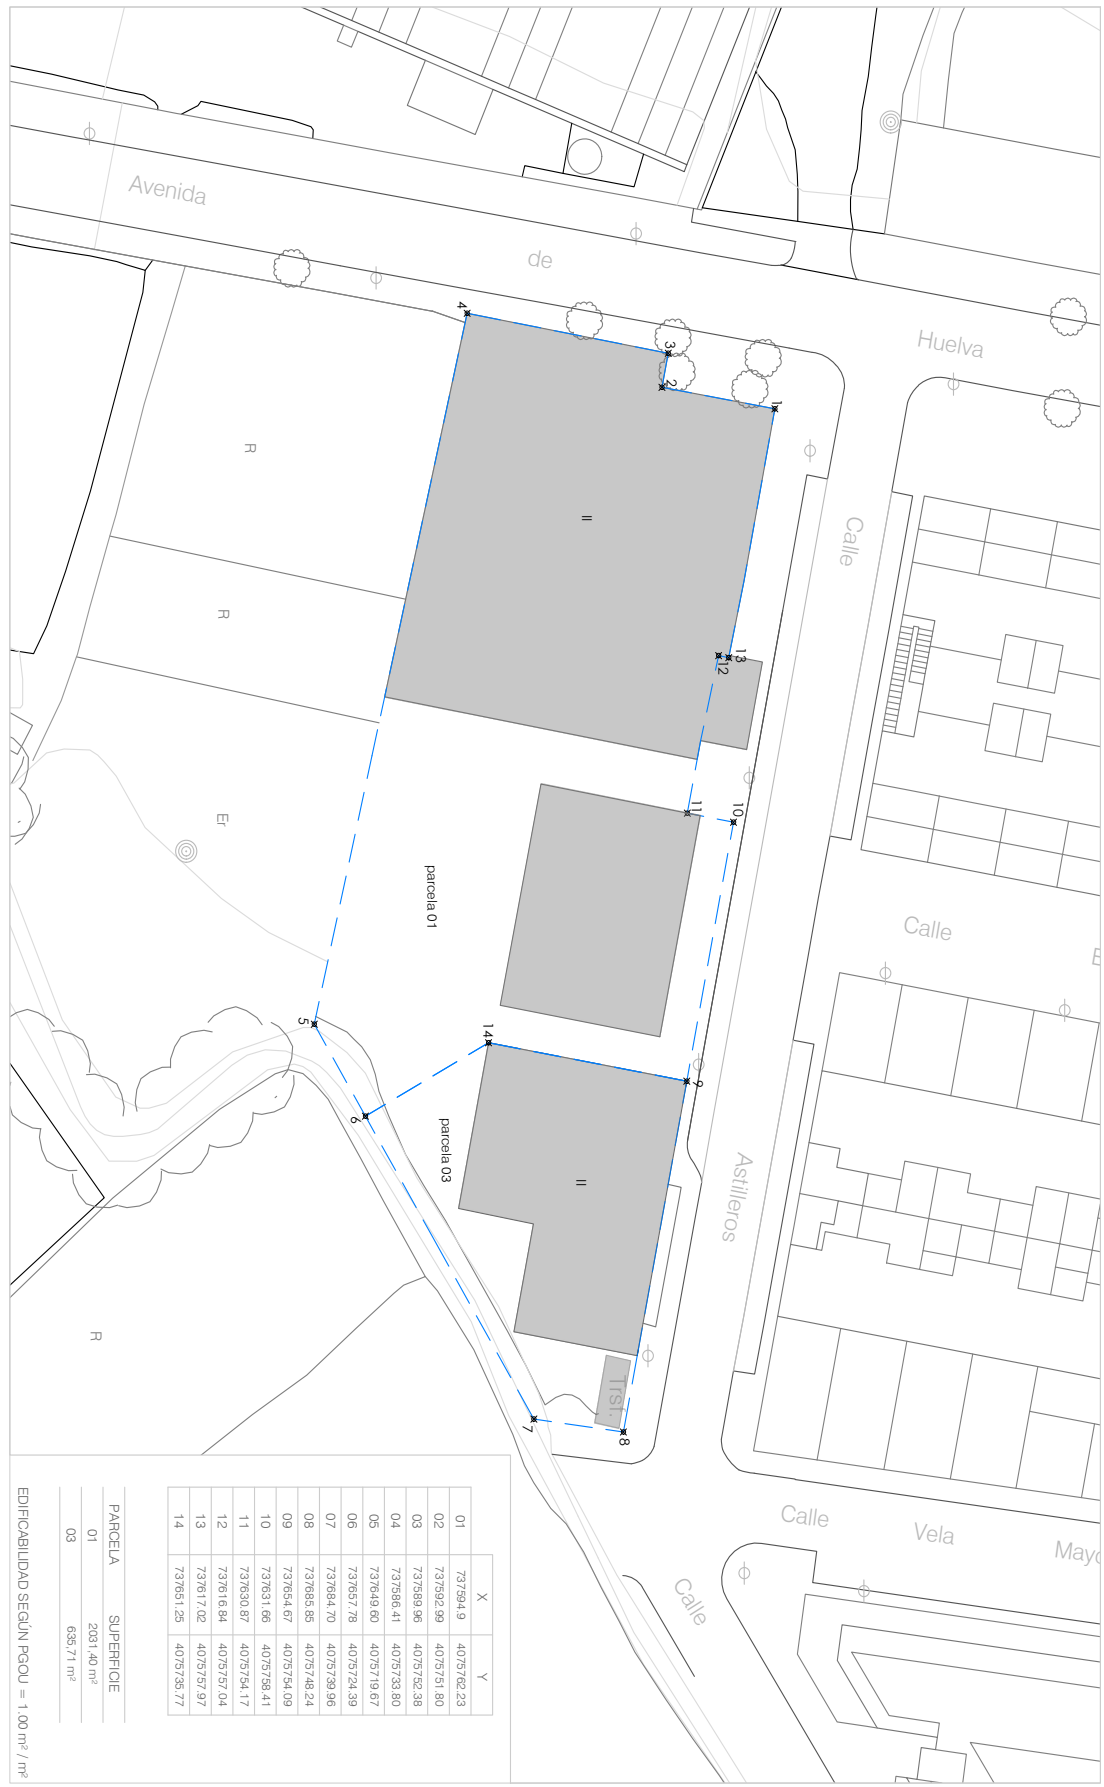 Avenida
de
Huelva
Calle
Calle
E
Astilleros
Calle
Vela
Mayo
Calle
R
R
Er
R
II
II
Trsf.
parcela 01
parcela 03
1
2
3
4
5
6
7
8
9
10
11
12
13
14
X Y
01 737594.9 4075762.23
02 737592.99 4075751.80
03 737589.96 4075752.38
04 737586.41 4075733.80
05 737649.60 4075719.67
06 737657.78 4075724.39
07 737684.70 4075739.96
08 737685.85 4075748.24
09 737654.67 4075754.09
10 737631.66 4075758.41
11 737630.87 4075754.17
12 737616.84 4075757.04
13 737617.02 4075757.97
14 737651.25 4075735.77
PARCELA SUPERFICIE
01 2031,40 m²
03 635,71 m²
EDIFICABILIDAD SEGÚN PGOU = 1.00 m² / m²